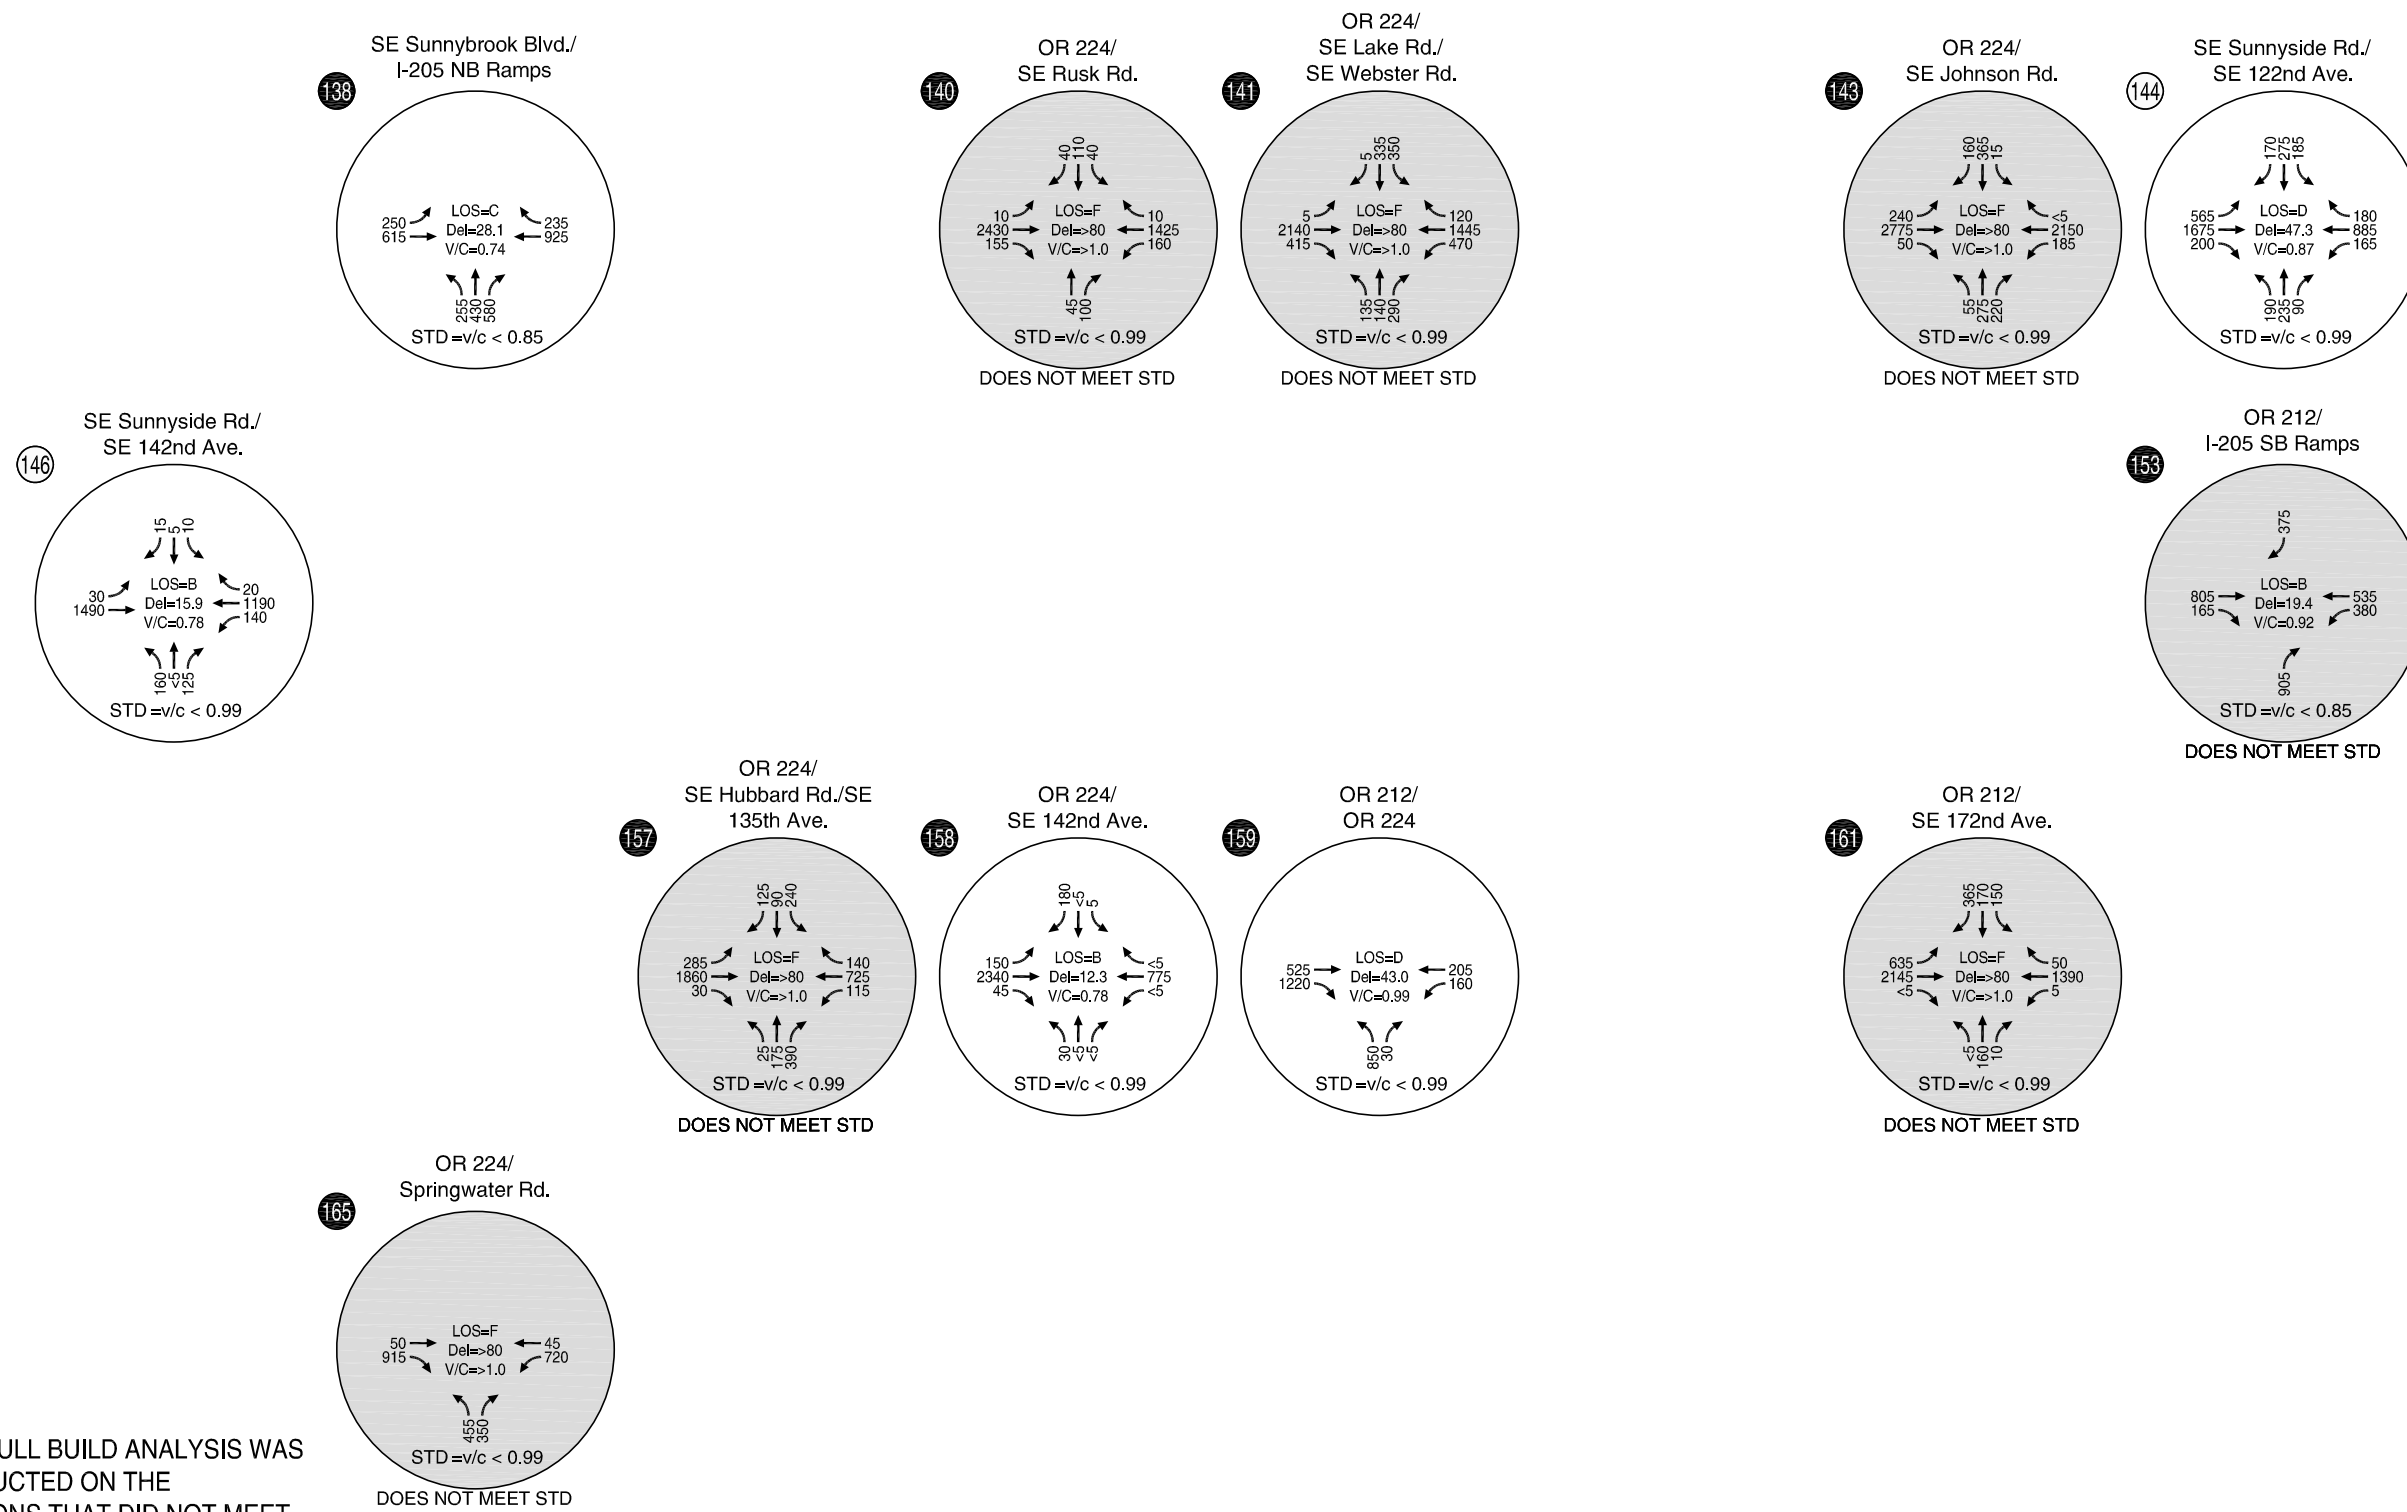 SE Sunnybrook Blvd./
I-205 NB Ramps
138
250
615
LOS=C
Del=28.1
V/C=0.74
235
925
255
430
580
STD =v/c < 0.85
OR 224/
SE Rusk Rd.
140
40
110
40
10
2430
155
LOS=F
Del=>80
V/C=>1.0
10
1425
160
45
100
STD =v/c < 0.99
DOES NOT MEET STD
OR 224/
SE Lake Rd./
SE Webster Rd.
141
5
335
350
5
2140
415
LOS=F
Del=>80
V/C=>1.0
120
1445
470
135
140
290
STD =v/c < 0.99
DOES NOT MEET STD
OR 224/
SE Johnson Rd.
143
160
365
15
240
2775
50
LOS=F
Del=>80
V/C=>1.0
<5
2150
185
55
275
220
STD =v/c < 0.99
DOES NOT MEET STD
SE Sunnyside Rd./
SE 122nd Ave.
144
170
275
185
565
1675
200
LOS=D
Del=47.3
V/C=0.87
180
885
165
190
235
90
STD =v/c < 0.99
SE Sunnyside Rd./
SE 142nd Ave.
146
15
5
10
30
1490
LOS=B
Del=15.9
V/C=0.78
20
1190
140
160
<5
125
STD =v/c < 0.99
OR 212/
I-205 SB Ramps
153
375
805
165
LOS=B
Del=19.4
V/C=0.92
535
380
905
STD =v/c < 0.85
DOES NOT MEET STD
OR 224/
SE Hubbard Rd./SE
135th Ave.
157
125
90
240
285
1860
30
LOS=F
Del=>80
V/C=>1.0
140
725
115
25
175
390
STD =v/c < 0.99
DOES NOT MEET STD
OR 224/
SE 142nd Ave.
158
180
<5
5
150
2340
45
LOS=B
Del=12.3
V/C=0.78
<5
775
<5
30
<5
<5
STD =v/c < 0.99
OR 212/
OR 224
159
525
1220
LOS=D
Del=43.0
V/C=0.99
205
160
850
30
STD =v/c < 0.99
OR 212/
SE 172nd Ave.
161
365
170
150
635
2145
<5
LOS=F
Del=>80
V/C=>1.0
50
1390
5
<5
160
10
STD =v/c < 0.99
DOES NOT MEET STD
OR 224/
Springwater Rd.
165
50
915
LOS=F
Del=>80
V/C=>1.0
45
720
455
350
STD =v/c < 0.99
DOES NOT MEET STD
ULL BUILD ANALYSIS WAS
UCTED ON THE
ONS THAT DID NOT MEET